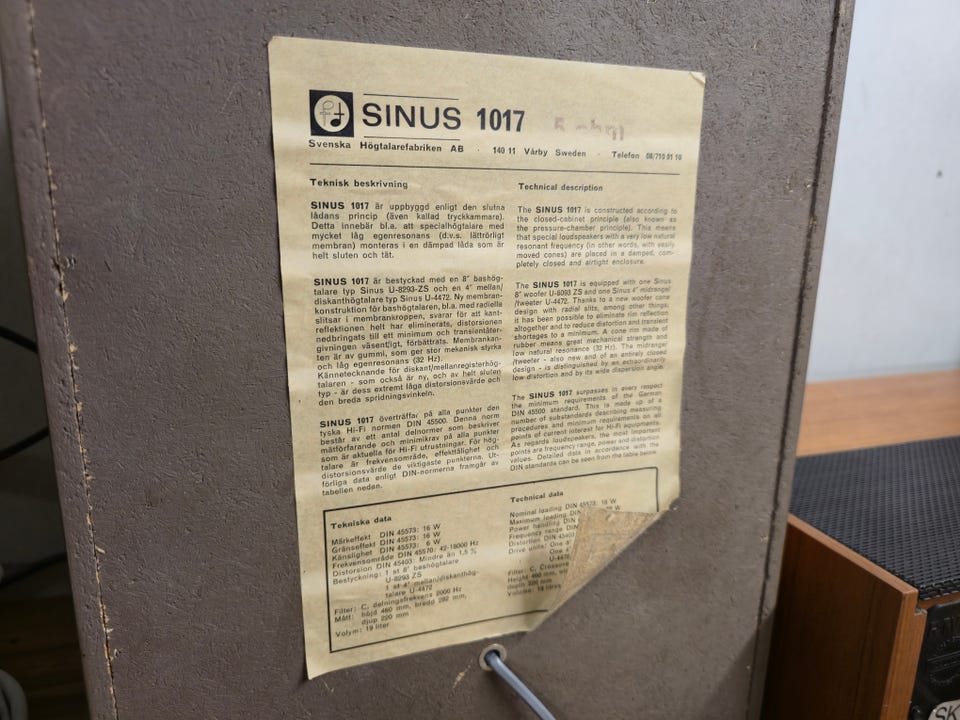 SINUS 1017 5 ohm
Svenska Högtalarefabriken AB · 140 11 Vårby Sweden · Telefon 08/710 01 10
Teknisk beskrivning
SINUS 1017 är uppbyggd enligt den slutna
lådans princip (även kallad tryckkammare).
Detta innebär bl.a. att specialhögtalare med
mycket låg egenresonans (d.v.s. lättrörligt
membran) monteras i en dämpad låda som är
helt sluten och tät.
SINUS 1017 är bestyckad med en 8" bashög-
talare typ Sinus U-8293-ZS och en 4" mellan/
diskanthögtalare typ Sinus U-4472. Ny membran-
konstruktion för bashögtalaren, bl.a. med radiella
slitsar i membrankroppen, svarar för att kant-
reflektionen helt har eliminerats, distorsionen
nedbringats till ett minimum och transientåter-
givningen väsentligt, förbättrats. Membrankan-
ten är av gummi, som ger stor mekanisk styrka
och låg egenresonans (32 Hz).
Kännetecknande för diskant/mellanregisterhög-
talaren - som också är ny, och av helt sluten
typ - är dess extremt låga distorsionsvärde och
den breda spridningsvinkeln.
SINUS 1017 överträffar på alla punkter den
tyska Hi-Fi normen DIN 45500. Denna norm
består av ett antal delnormer som beskriver
mätförfarande och minimikrav på alla punkter
som är aktuella för Hi-Fi utrustningar. För hög-
talare är frekvensområde, effekttålighet och
distorsionsvärde de viktigaste punkterna. Ut-
förliga data enligt DIN-normerna framgår av
tabellen nedan.
Technical description
The SINUS 1017 is constructed according to
the closed-cabinet principle (also known as
the pressure-chamber principle). This means
that special loudspeakers with a very low natural
resonant frequency (in other words, with easily
moved cones) are placed in a damped, com-
pletely closed and airtight enclosure.
The SINUS 1017 is equipped with one Sinus
8" woofer U-8093 ZS and one Sinus 4" midrange/
/tweeter U-4472. Thanks to a new woofer cone
design with radial slits, among other things,
it has been possible to eliminate rim reflection
altogether and to reduce distortion and transient
shortages to a minimum. A cone rim made of
rubber means great mechanical strength and
low natural resonance (32 Hz). The midrange/
/tweeter - also new and of an entirely closed
design - is distinguished by an extraordinarily
low distortion and by its wide dispersion angle.
The SINUS 1017 surpasses in every respect
the minimum requirements of the German
DIN 45500 standard. This is made up of a
number of substandards describing measuring
procedures and minimum requirements on all
points of current interest for Hi-Fi equipments.
As regards loudspeakers, the most important
points are frequency range, power and distortion
values. Detailed data in accordance with the
DIN standards can be seen from the table below.
Tekniska data
Märkeffekt DIN 45573: 16 W
Gränseffekt DIN 45573: 16 W
Känslighet DIN 45573: 6 W
Frekvensområde DIN 45570: 42-18000 Hz
Distorsion DIN 45403: Mindre än 1,5 %
Bestyckning: 1 st 8" bashögtalare
U-8293 ZS
1 st 4" mellan/diskanthög-
talare U-4472
Filter: C, delningsfrekvens 2000 Hz
Mått: höjd 460 mm, bredd 282 mm,
djup 220 mm
Volym: 19 liter
Technical data
Nominal loading DIN 45573: 16 W
Maximum loading DIN
Power handling DIN
Frequency range DIN
Distortion DIN 45403
Drive units: One 8"
One 4"
U-4472
Filter: C, Crossover
Height 460 mm, wi
depth 220 mm
Volume: 19 litres
SK